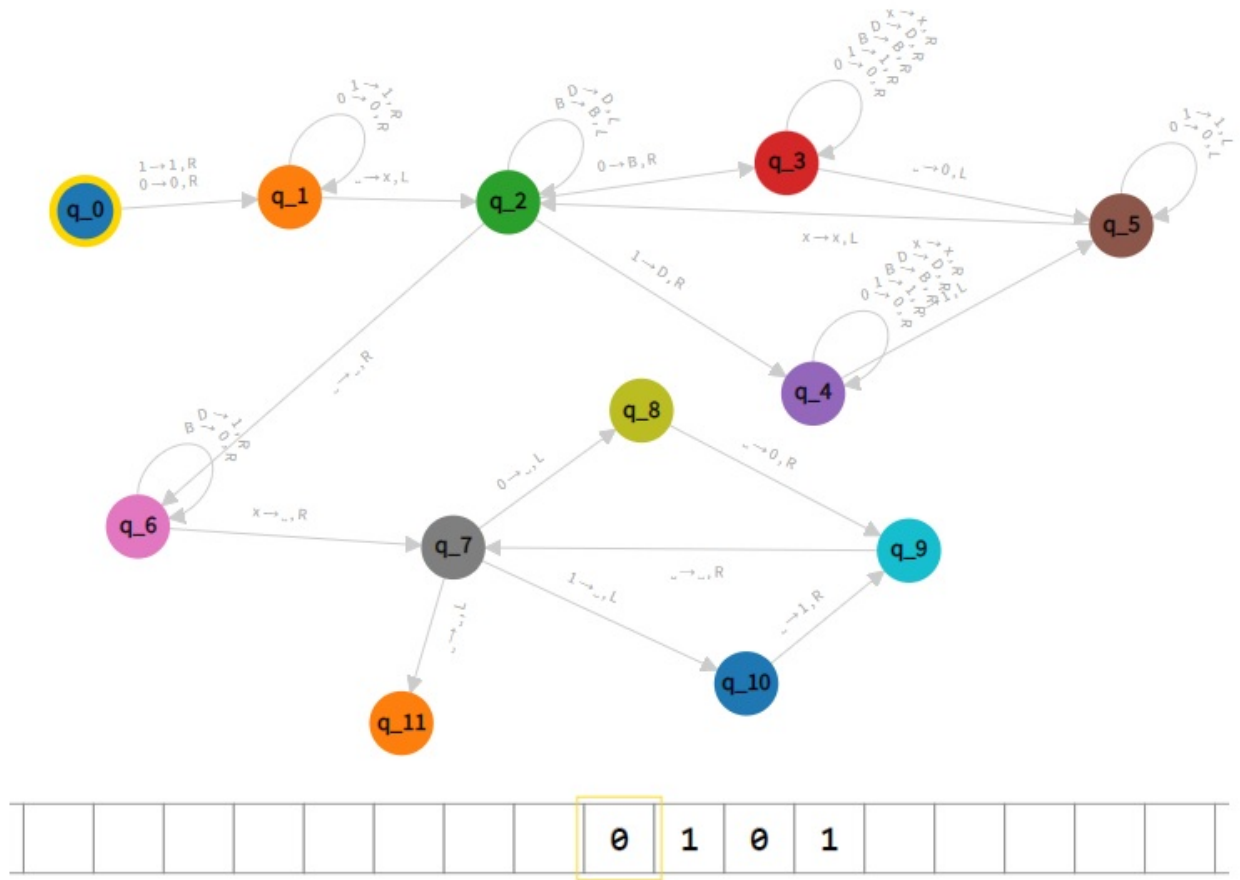 x→x,R
D→D,R
B→B,R
1→1,R
0→0,R
1→1,R
0→0,R
D→D,L
B→B,L
1→1,L
0→0,L
q_3
1→1,R
0→0,R
0→B,R
␣→0,L
q_0
q_1
␣→x,L
q_2
q_5
x→x,L
1→D,R
x→x,R
D→D,R
B→B,R
1→1,R
0→0,R
␣→1,L
␣→␣,R
q_4
q_8
D→1,R
B→0,R
0→␣,L
␣→0,R
q_6
x→␣,R
q_7
q_9
␣→␣,R
1→␣,L
␣→1,R
␣→␣,L
q_10
q_11
0 1 0 1